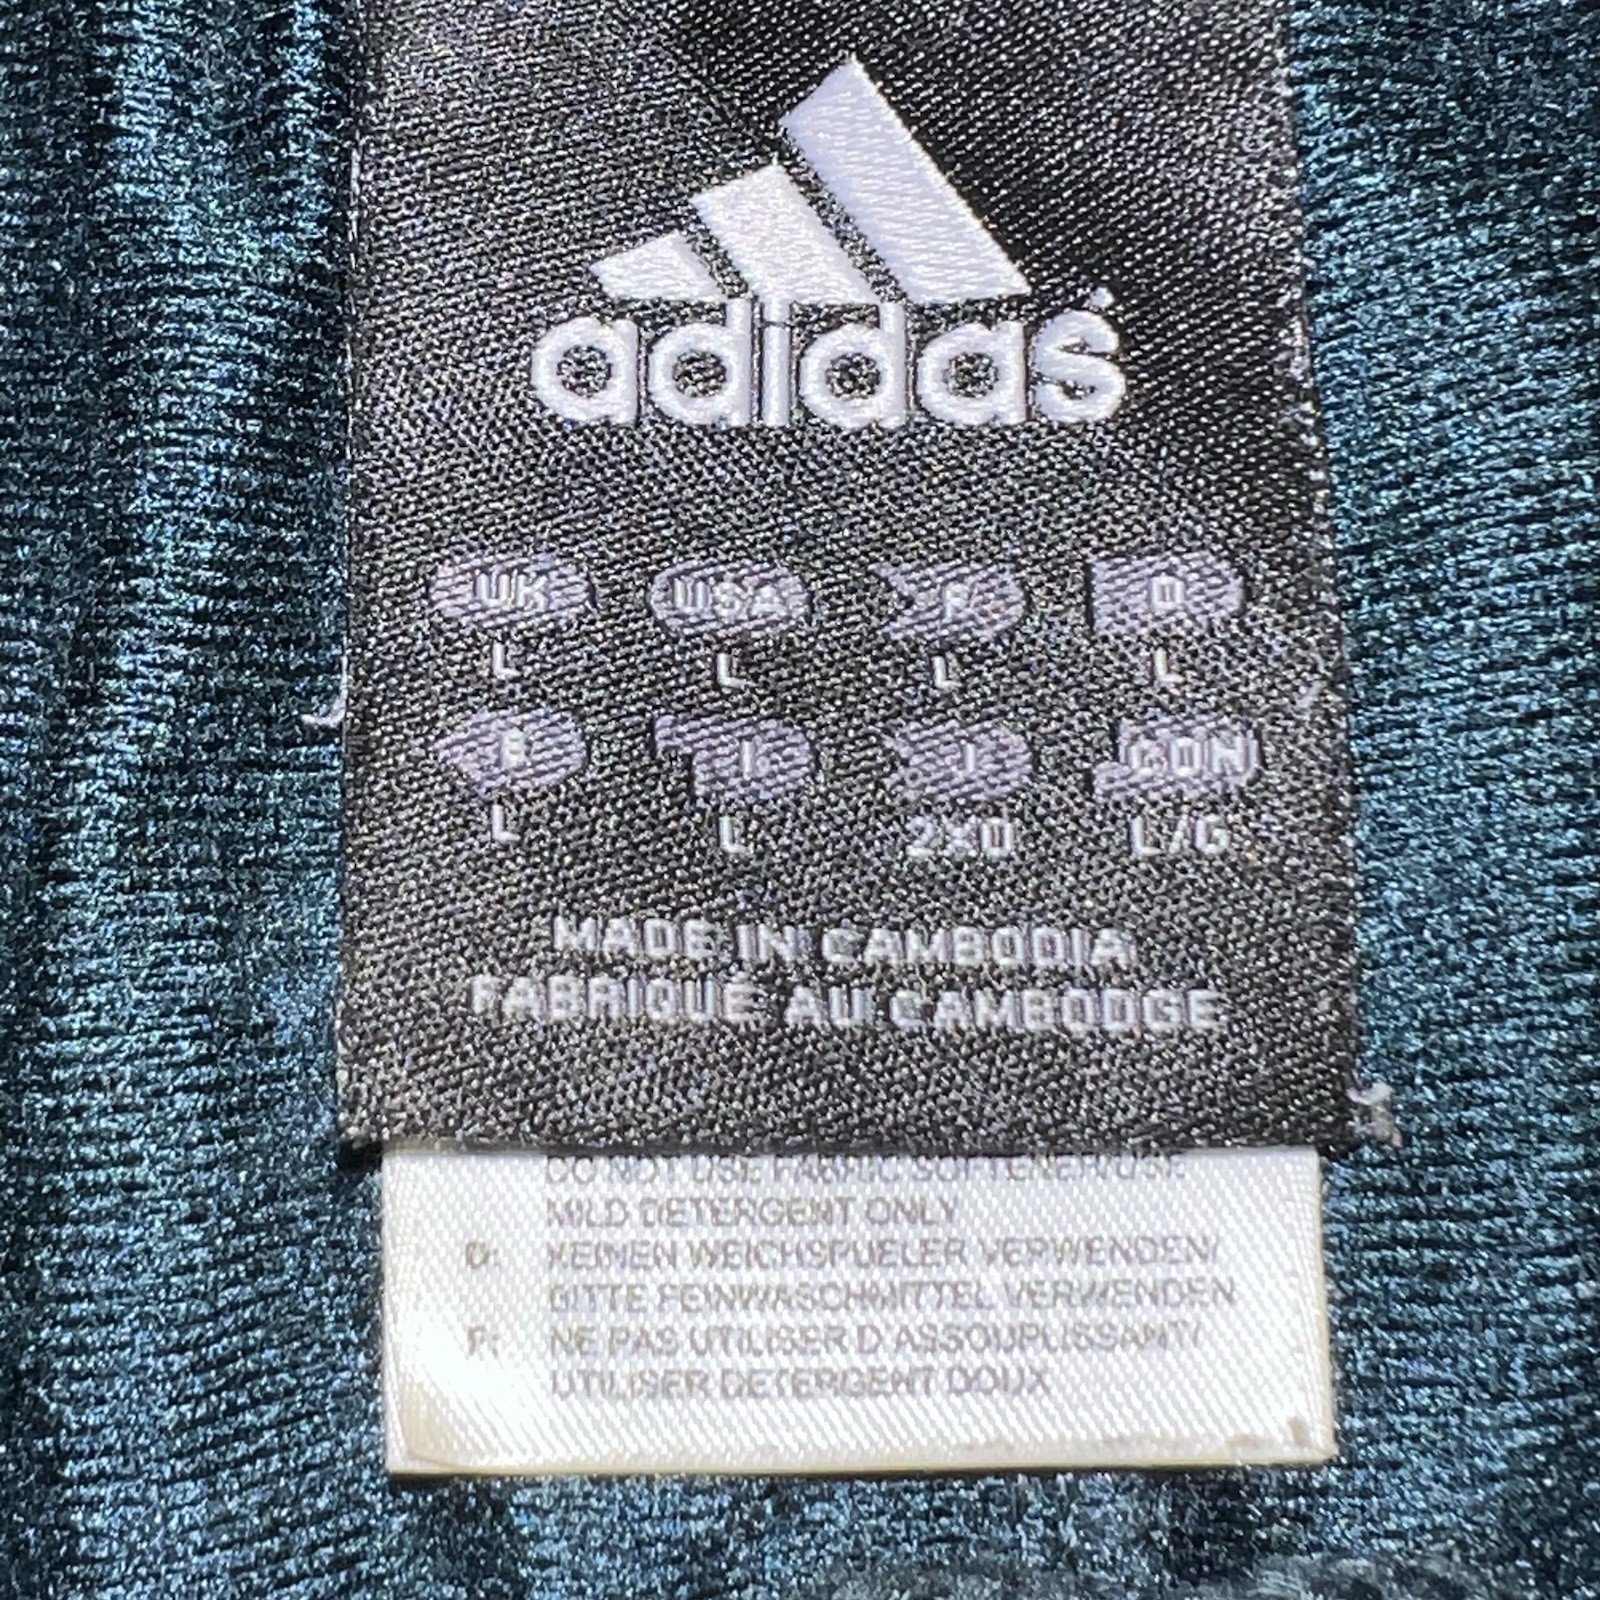 adidas
UK USA F D
L L L L
B I J CDN
L L 2XO L/G
MADE IN CAMBODIA
FABRIQUÉ AU CAMBODGE
DO NOT USE FABRIC SOFTENER/USE
MILD DETERGENT ONLY
D: KEINEN WEICHSPUELER VERWENDEN/
BITTE FEINWASCHMITTEL VERWENDEN
F: NE PAS UTILISER D'ASSOUPLISSANT/
UTILISER DETERGENT DOUX